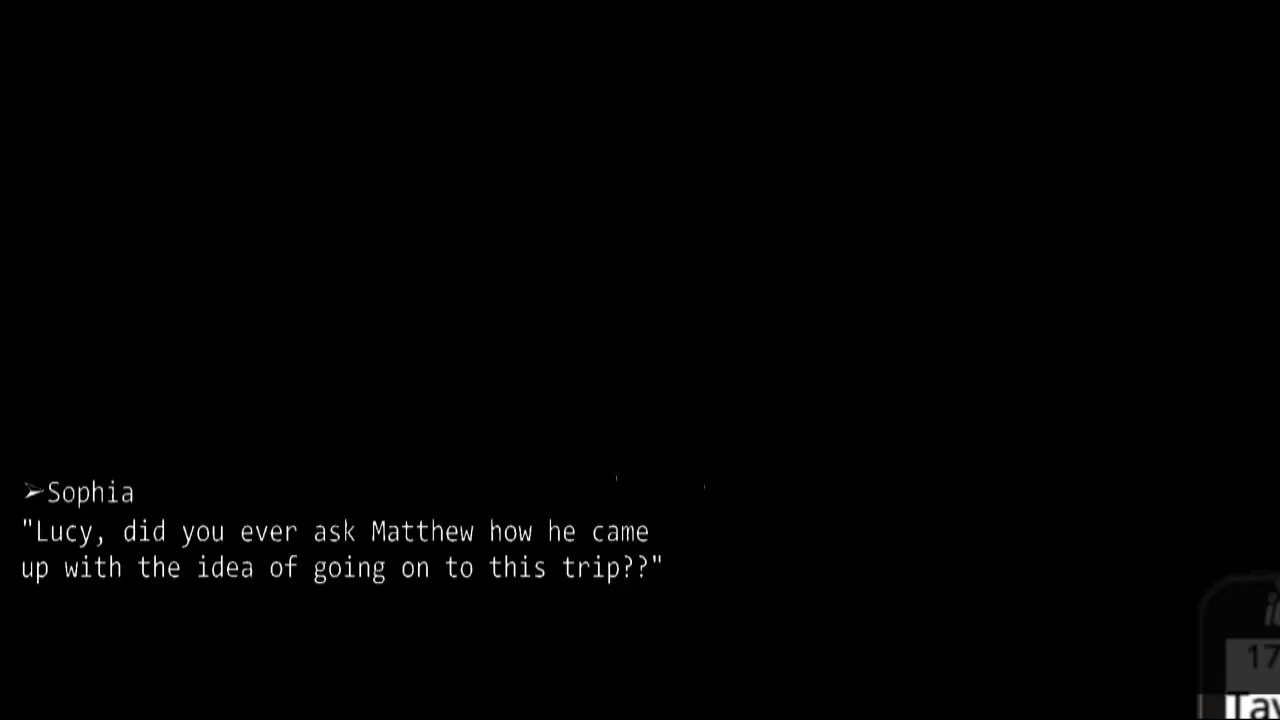 ➢Sophia
"Lucy, did you ever ask Matthew how he came
up with the idea of going on to this trip??"
17